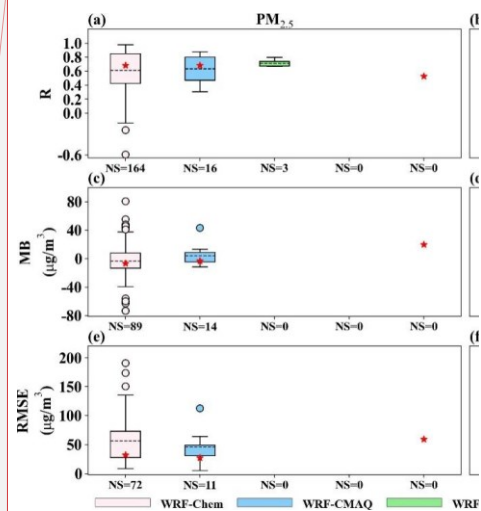 (a) PM2.5 (b
1.0
0.8
0.6
0.4
0.2
0.0
-0.6
R
NS=164 NS=16 NS=3 NS=0 NS=0
(c) (d
80
40
0
-40
-80
MB
(μg/m³)
NS=89 NS=14 NS=0 NS=0 NS=0
(e) (f
200
150
100
50
0
RMSE
(μg/m³)
NS=72 NS=11 NS=0 NS=0 NS=0
WRF-Chem WRF-CMAQ WRF